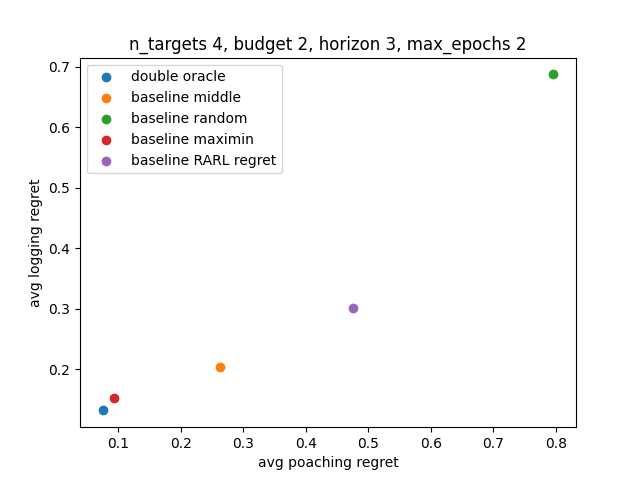 n_targets 4, budget 2, horizon 3, max_epochs 2
double oracle
baseline middle
baseline random
baseline maximin
baseline RARL regret
avg logging regret
0.7
0.6
0.5
0.4
0.3
0.2
0.1 0.2 0.3 0.4 0.5 0.6 0.7 0.8
avg poaching regret